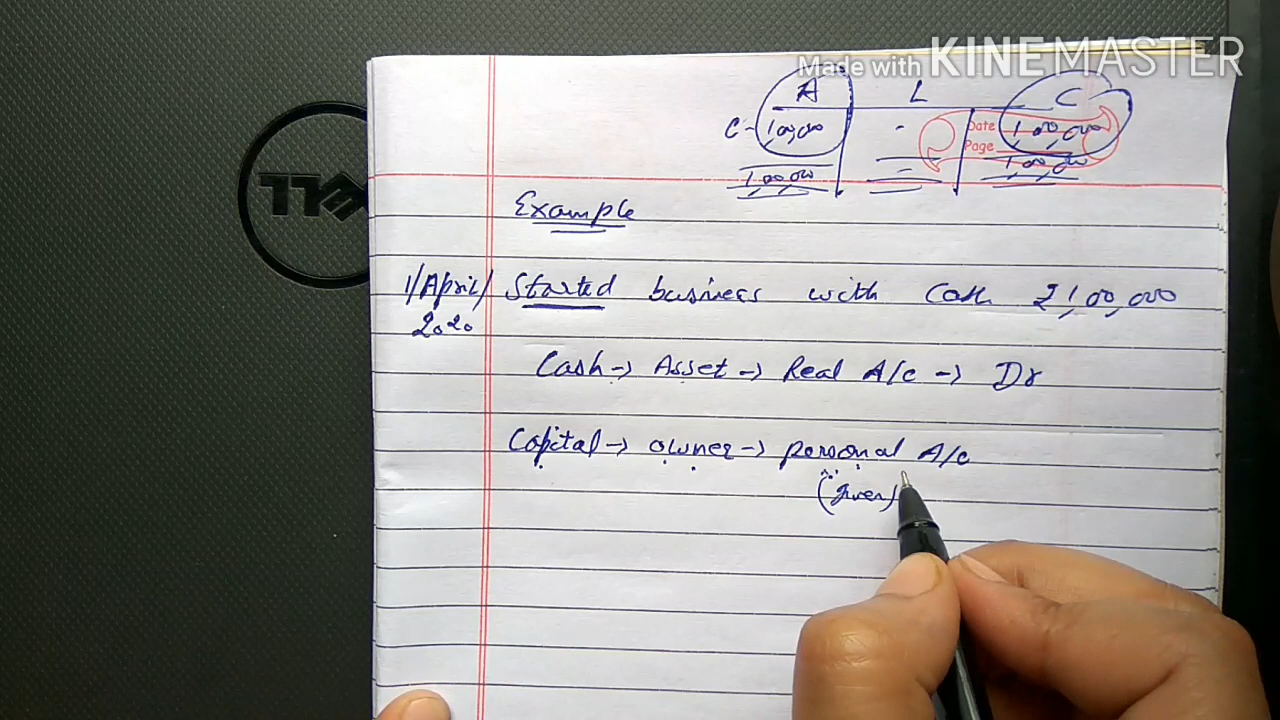 Made with KINEMASTER
A L C
C - 1,00,000 - Date 1,00,000
Page
1,00,000 - 1,00,000
DELL
Example
1/April/ Started business with Cash ₹1,00,000
2020
Cash → Asset → Real A/c → Dr
Capital → owner → personal A/c
(giver)